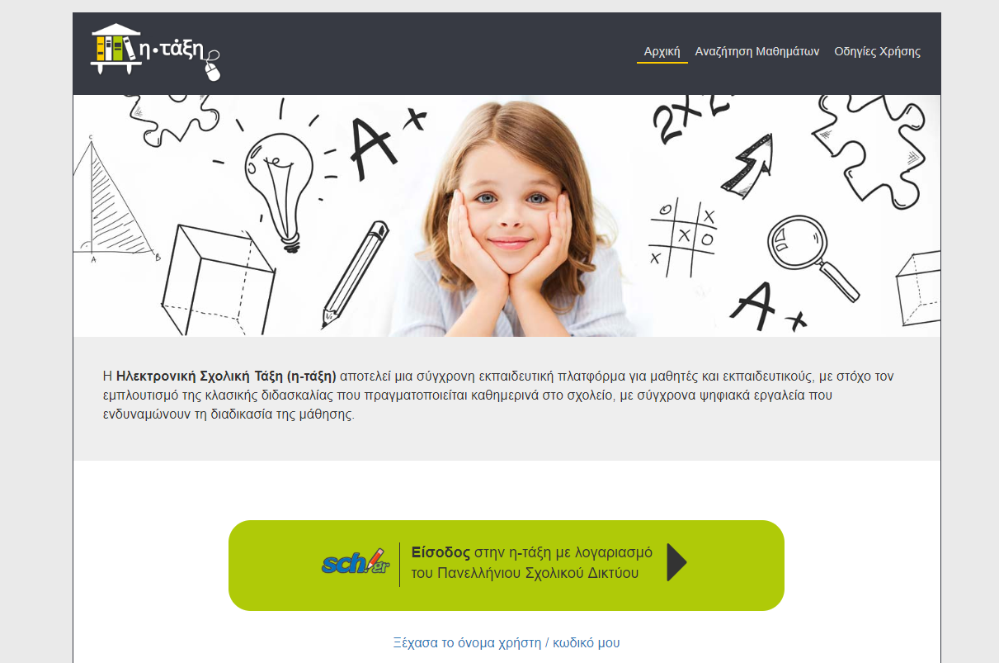 η·τάξη
Αρχική Αναζήτηση Μαθημάτων Οδηγίες Χρήσης
A+
2x2
C
A
B
½
O X
X O
X
A+
Η Ηλεκτρονική Σχολική Τάξη (η-τάξη) αποτελεί μια σύγχρονη εκπαιδευτική πλατφόρμα για μαθητές και εκπαιδευτικούς, με στόχο τον
εμπλουτισμό της κλασικής διδασκαλίας που πραγματοποιείται καθημερινά στο σχολείο, με σύγχρονα ψηφιακά εργαλεία που
ενδυναμώνουν τη διαδικασία της μάθησης.
sch.gr
Είσοδος στην η-τάξη με λογαριασμό
του Πανελλήνιου Σχολικού Δικτύου
Ξέχασα το όνομα χρήστη / κωδικό μου